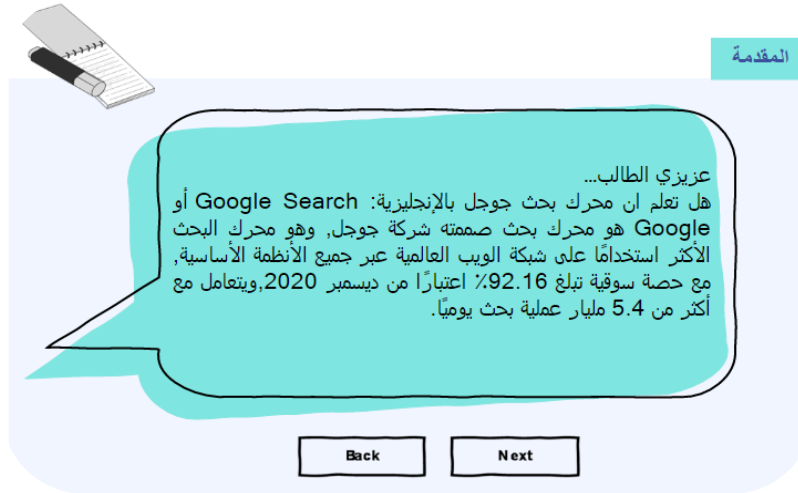 المقدمة
عزيزي الطالب...
هل تعلم ان محرك بحث جوجل بالإنجليزية: Google Search أو
Google هو محرك بحث صممته شركة جوجل, وهو محرك البحث
الأكثر استخدامًا على شبكة الويب العالمية عبر جميع الأنظمة الأساسية,
مع حصة سوقية تبلغ 92.16٪ اعتبارًا من ديسمبر 2020,ويتعامل مع
أكثر من 5.4 مليار عملية بحث يوميًا.
Back
Next